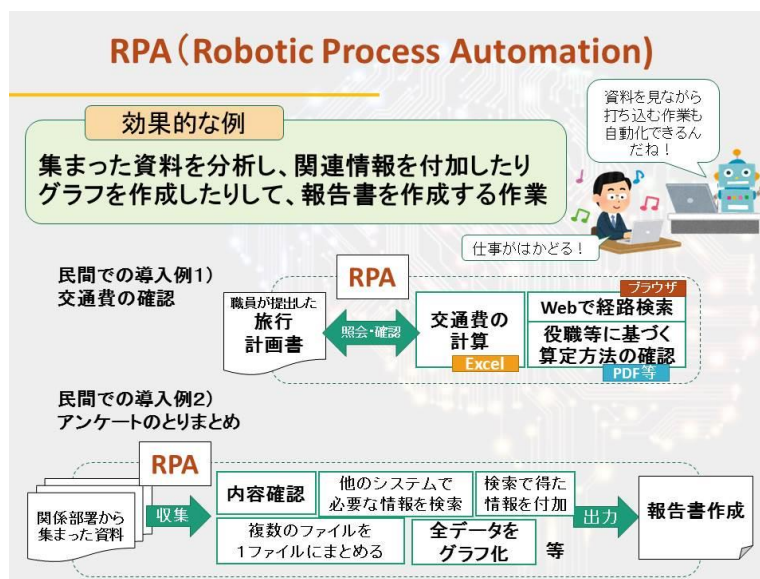 RPA(Robotic Process Automation)
効果的な例
集まった資料を分析し、関連情報を付加したり
グラフを作成したりして、報告書を作成する作業
資料を見ながら
打ち込む作業も
自動化できるん
だね!
仕事がはかどる!
民間での導入例1)
交通費の確認
RPA
職員が提出した
旅行
計画書
照会・確認
交通費の
計算
Excel
ブラウザ
Webで経路検索
役職等に基づく
算定方法の確認
PDF等
民間での導入例2)
アンケートのとりまとめ
RPA
関係部署から
集まった資料
収集
内容確認
他のシステムで
必要な情報を検索
検索で得た
情報を付加
複数のファイルを
1ファイルにまとめる
全データを
グラフ化
等
出力
報告書作成